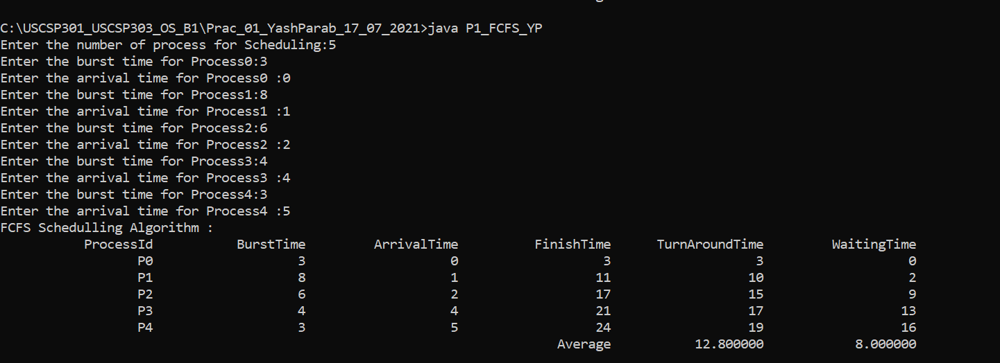 C:\USCSP301_USCSP303_OS_B1\Prac_01_YashParab_17_07_2021>java P1_FCFS_YP
Enter the number of process for Scheduling:5
Enter the burst time for Process0:3
Enter the arrival time for Process0 :0
Enter the burst time for Process1:8
Enter the arrival time for Process1 :1
Enter the burst time for Process2:6
Enter the arrival time for Process2 :2
Enter the burst time for Process3:4
Enter the arrival time for Process3 :4
Enter the burst time for Process4:3
Enter the arrival time for Process4 :5
FCFS Schedulling Algorithm :
ProcessId BurstTime ArrivalTime FinishTime TurnAroundTime WaitingTime
P0 3 0 3 3 0
P1 8 1 11 10 2
P2 6 2 17 15 9
P3 4 4 21 17 13
P4 3 5 24 19 16
Average 12.800000 8.000000